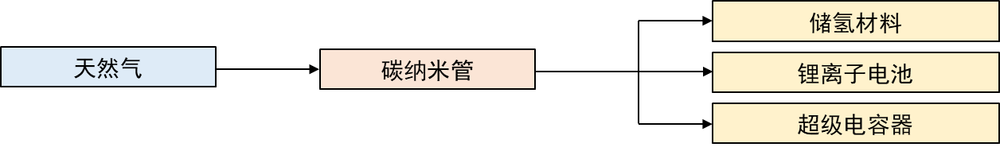 天然气
碳纳米管
储氢材料
锂离子电池
超级电容器